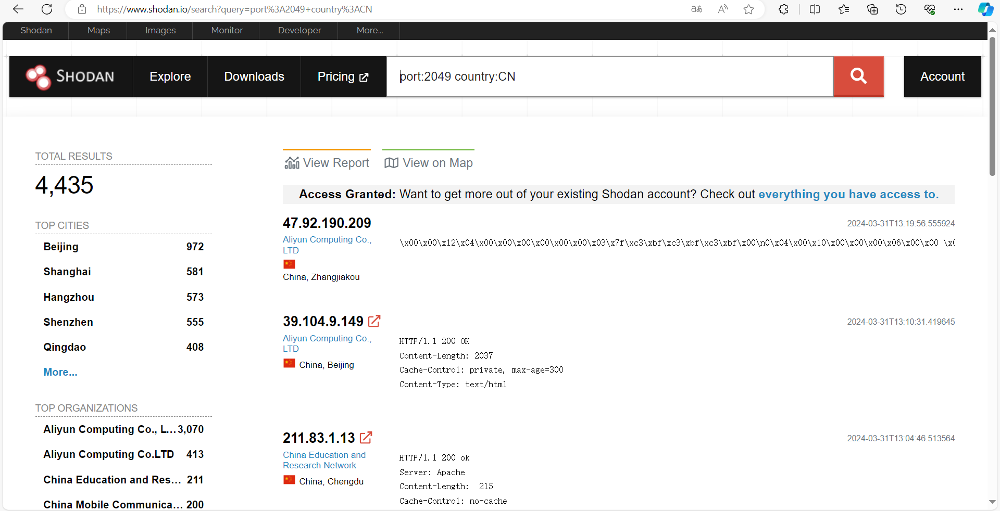 https://www.shodan.io/search?query=port%3A2049+country%3ACN
Shodan
Maps
Images
Monitor
Developer
More...
SHODAN
Explore
Downloads
Pricing
port:2049 country:CN
Account
TOTAL RESULTS
4,435
TOP CITIES
Beijing 972
Shanghai 581
Hangzhou 573
Shenzhen 555
Qingdao 408
More...
TOP ORGANIZATIONS
Aliyun Computing Co., L... 3,070
Aliyun Computing Co.LTD 413
China Education and Res... 211
China Mobile Communica... 200
View Report
View on Map
Access Granted: Want to get more out of your existing Shodan account? Check out everything you have access to.
47.92.190.209
2024-03-31T13:19:56.555924
Aliyun Computing Co.,
LTD
China, Zhangjiakou
\x00\x00\x12\x04\x00\x00\x00\x00\x00\x03\x7f\xc3\xbf\xc3\xbf\xc3\xbf\x00\n0\x04\x00\x10\x00\x00\x00\x06\x00\x00 \x0
39.104.9.149
2024-03-31T13:10:31.419645
Aliyun Computing Co.,
LTD
China, Beijing
HTTP/1.1 200 OK
Content-Length: 2037
Cache-Control: private, max-age=300
Content-Type: text/html
211.83.1.13
2024-03-31T13:04:46.513564
China Education and
Research Network
China, Chengdu
HTTP/1.1 200 ok
Server: Apache
Content-Length:  215
Cache-Control: no-cache